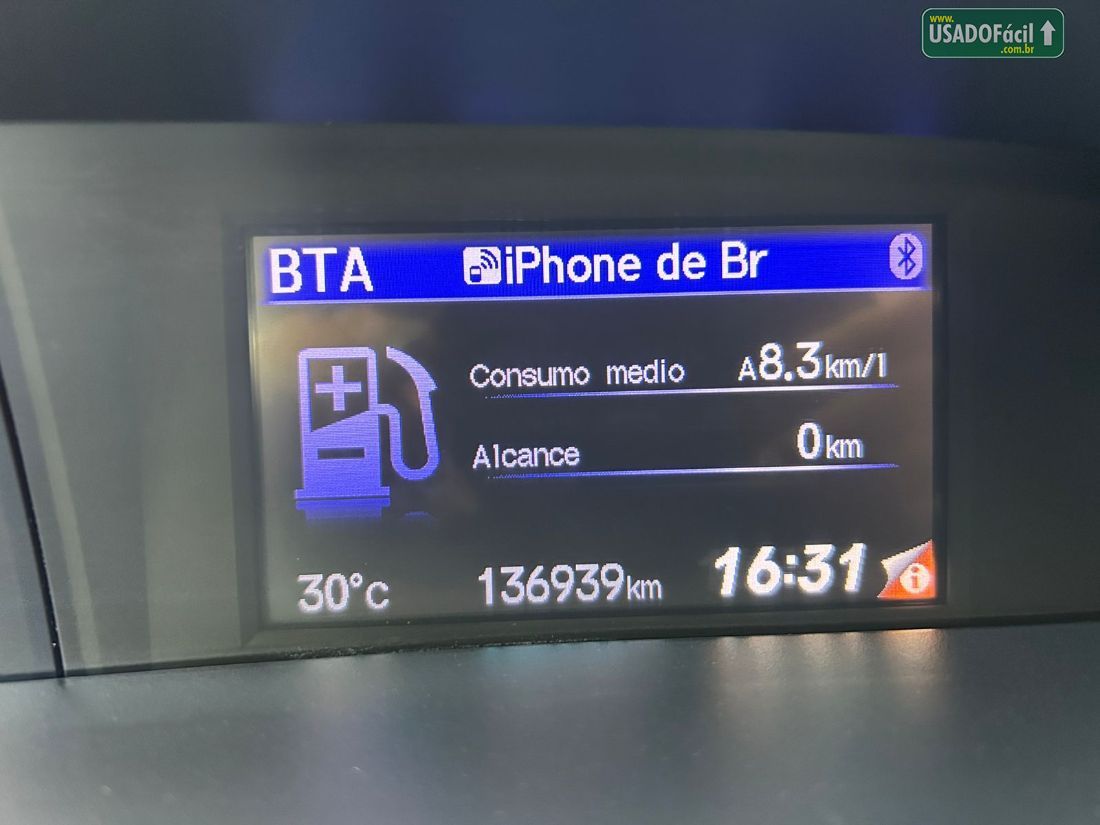 www.
USADOFácil
.com.br
BTA iPhone de Br
Consumo medio A8.3km/l
Alcance 0km
30°c 136939km 16:31